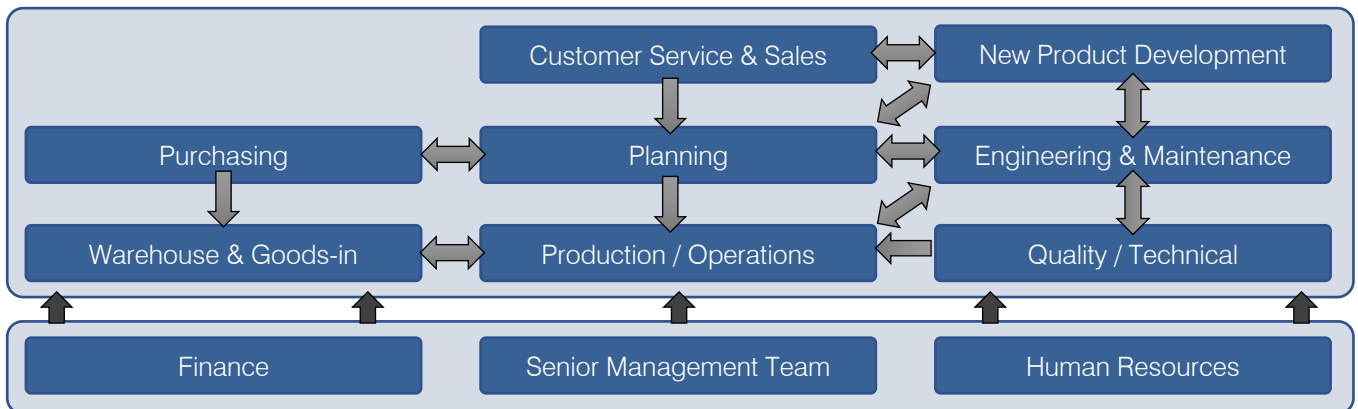 Customer Service & Sales
New Product Development
Purchasing
Planning
Engineering & Maintenance
Warehouse & Goods-in
Production / Operations
Quality / Technical
Finance
Senior Management Team
Human Resources